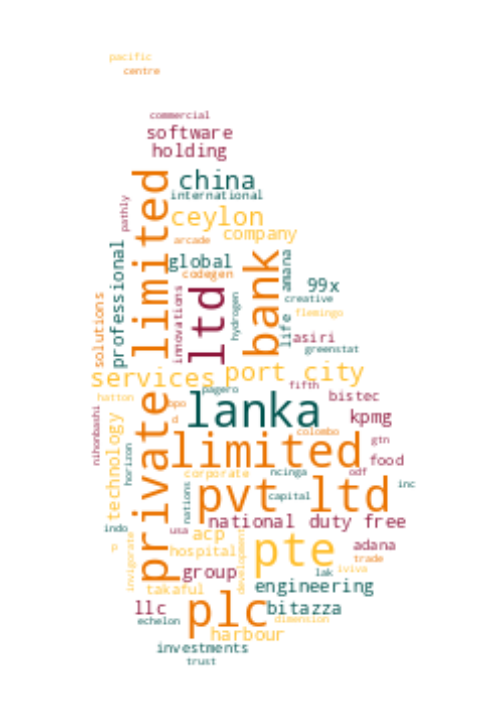 pacific
centre
commercial
software
holding
china
international
private limited
pathly
ceylon
arcade
company
professional
global
codegen
bank
amana
99x
solutions
innovations
ltd
hydrogen
creative
life
flemingo
asiri
greenstat
services
port city
pagero
fifth
hatton
bpo
lanka
bistec
nihonbashi
d
kpmg
technology
colombo
limited
gtn
horizon
food
corporate
ncinga
odf
nations
pvt ltd
inc
capital
indo
usa
national duty free
acp
p
invigorate
hospital
development
pte
adana
trade
group
lak
iviva
takaful
engineering
llc
plc
bitazza
echelon
dimension
harbour
investments
trust